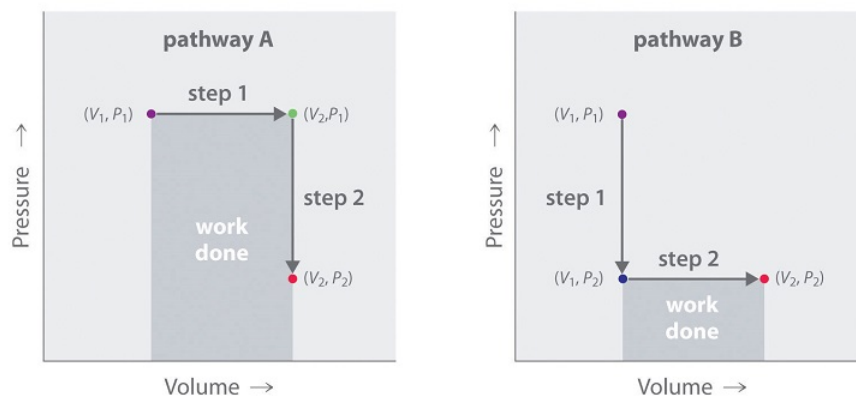 pathway A
step 1
(V₁, P₁)
(V₂,P₁)
step 2
work
done
(V₂, P₂)
Pressure →
Volume →
pathway B
(V₁, P₁)
step 1
step 2
(V₁, P₂)
(V₂, P₂)
work
done
Pressure →
Volume →